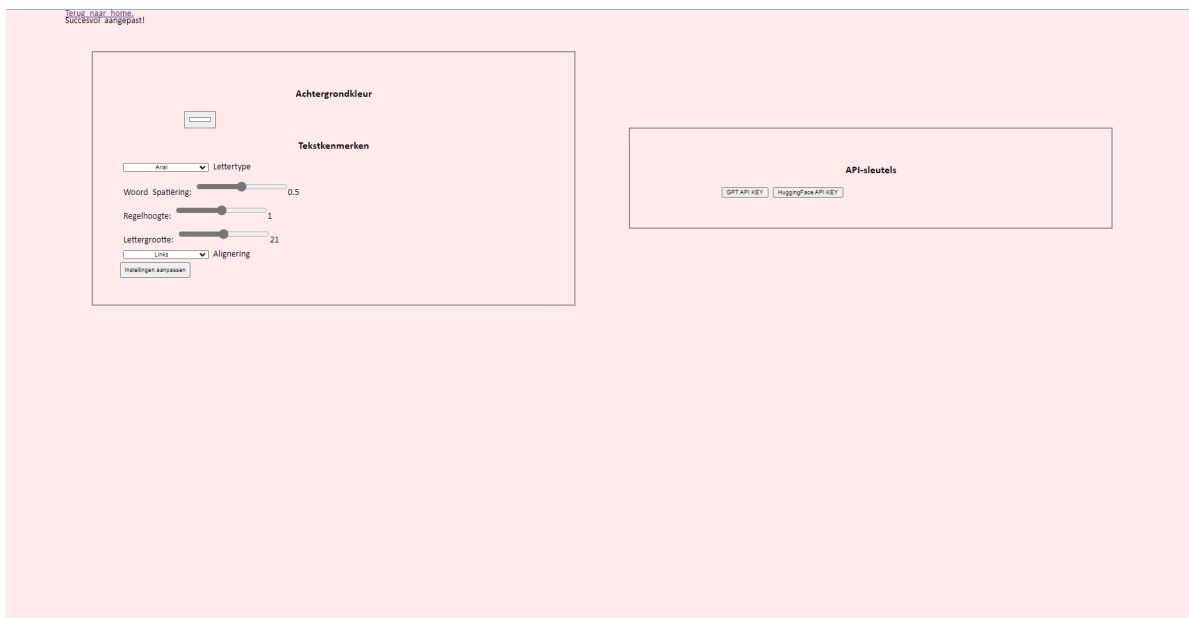 Terug naar home.
Succesvol aangepast!
Achtergrondkleur
Tekstkenmerken
Arial Lettertype
Woord Spatiëring: 0.5
Regelhoogte: 1
Lettergrootte: 21
Links Alignering
Instellingen aanpassen
API-sleutels
GPT API KEY HuggingFace API KEY